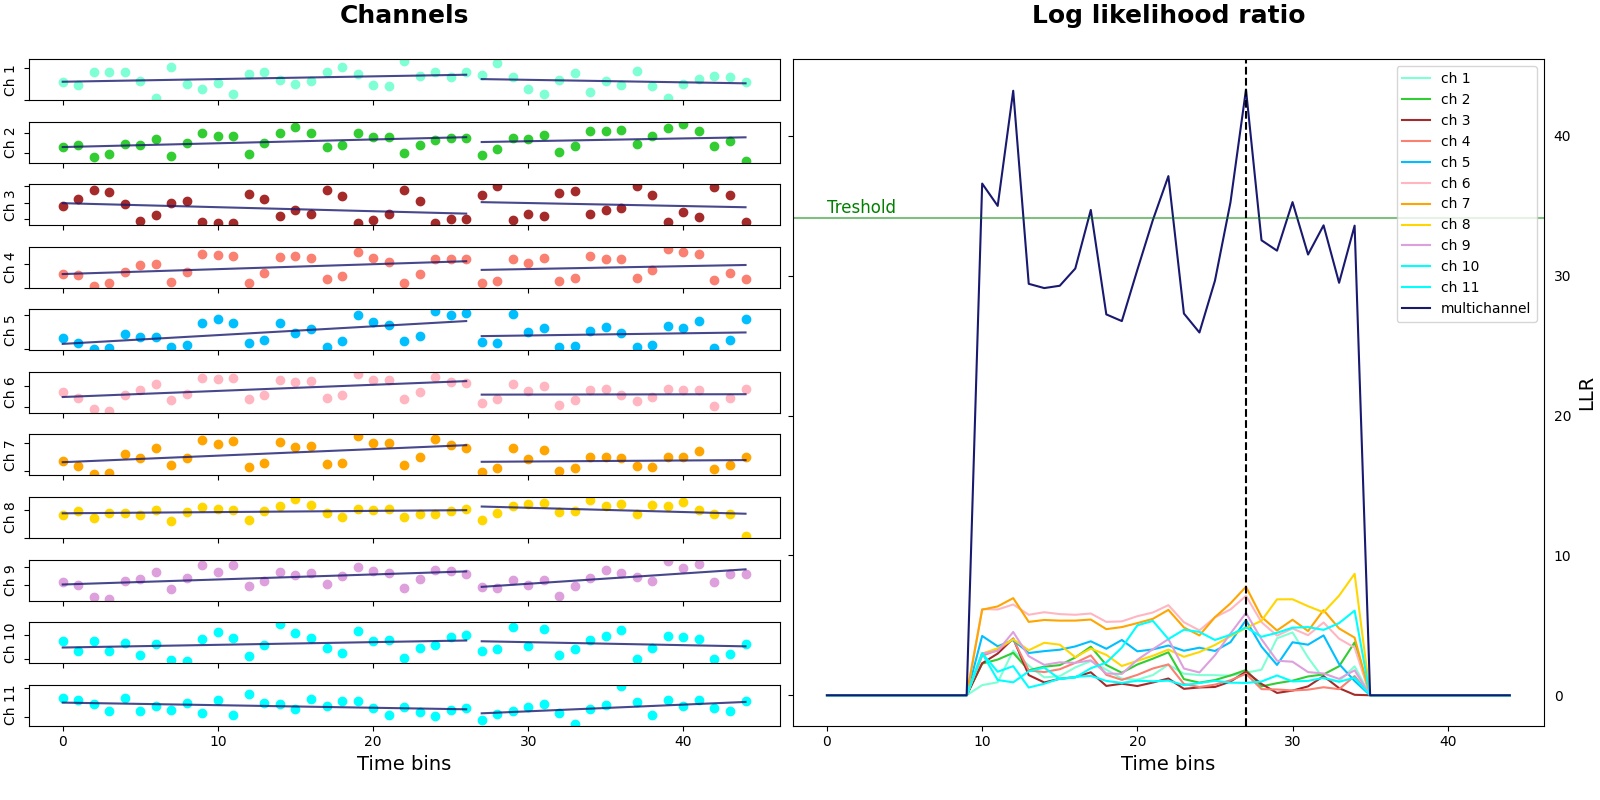 Channels
Log likelihood ratio
Ch 1
Ch 2
Ch 3
Ch 4
Ch 5
Ch 6
Ch 7
Ch 8
Ch 9
Ch 10
Ch 11
0 10 20 30 40
Time bins
Treshold
ch 1
ch 2
ch 3
ch 4
ch 5
ch 6
ch 7
ch 8
ch 9
ch 10
ch 11
multichannel
40
30
20
10
0
LLR
0 10 20 30 40
Time bins